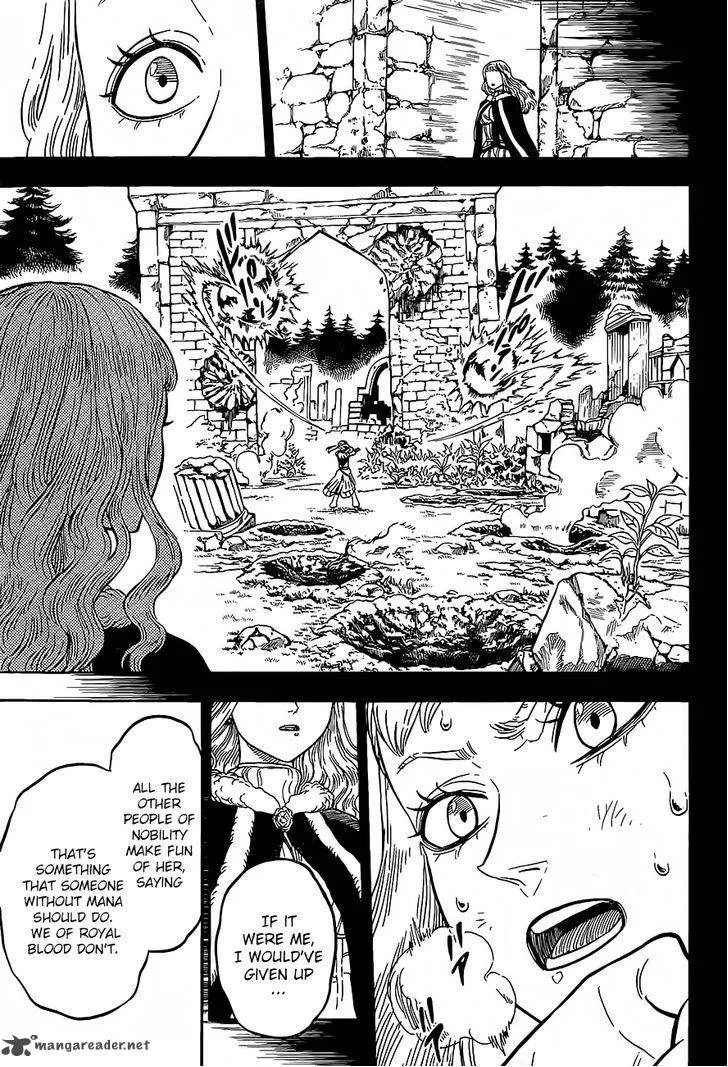 IF IT
WERE ME,
I WOULD'VE
GIVEN UP
...
ALL THE
OTHER
PEOPLE OF
NOBILITY
MAKE FUN
OF HER,
SAYING
THAT'S
SOMETHING
THAT SOMEONE
WITHOUT MANA
SHOULD DO.
WE OF ROYAL
BLOOD DON'T.
mangareader.net